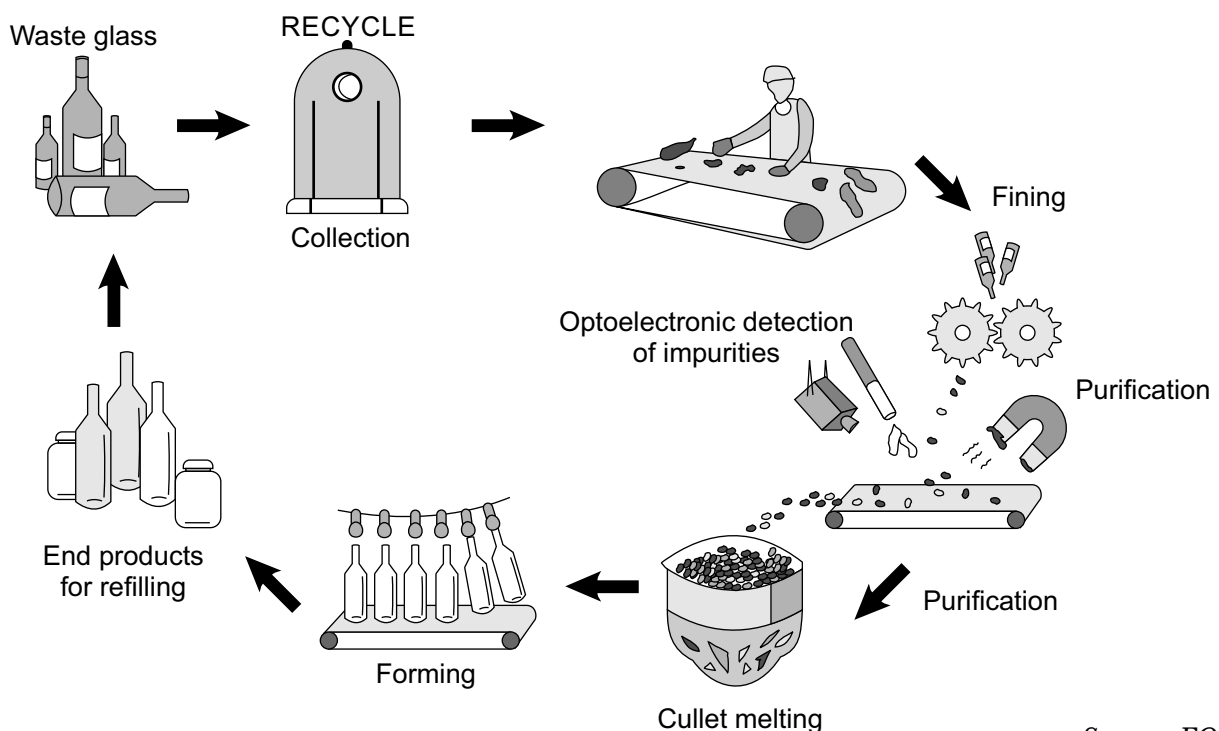 Waste glass
RECYCLE
Collection
Fining
Optoelectronic detection
of impurities
Purification
Purification
Cullet melting
Forming
End products
for refilling